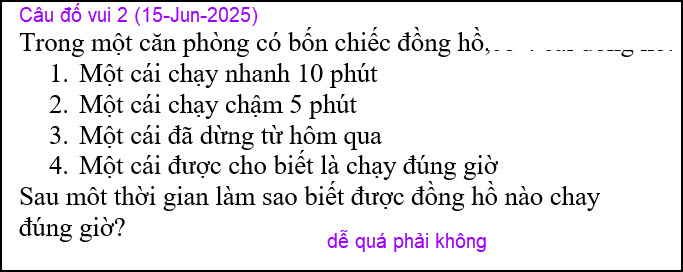 Câu đố vui 2 (15-Jun-2025)
Trong một căn phòng có bốn chiếc đồng hồ,
1. Một cái chạy nhanh 10 phút
2. Một cái chạy chậm 5 phút
3. Một cái đã dừng từ hôm qua
4. Một cái được cho biết là chạy đúng giờ
Sau môt thời gian làm sao biết được đồng hồ nào chay
đúng giờ?
dễ quá phải không